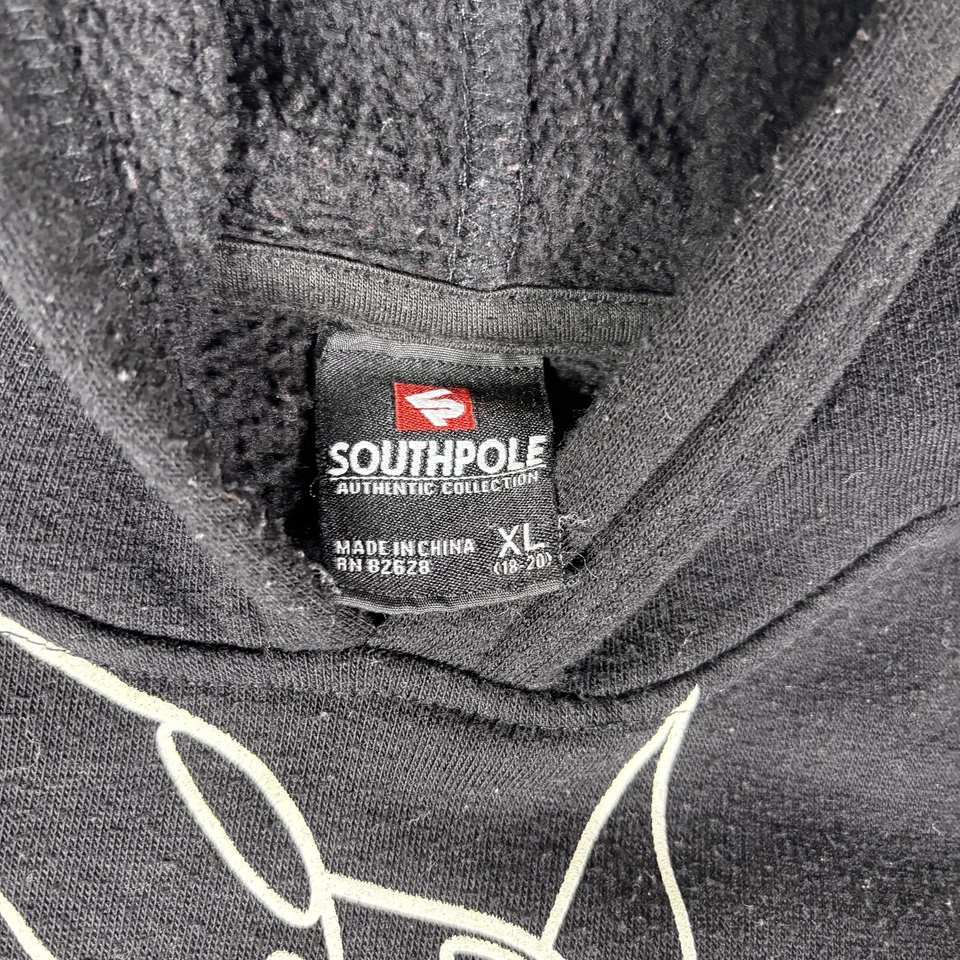 SOUTHPOLE
AUTHENTIC COLLECTION
MADE IN CHINA XL
RN 82628 (18-20)